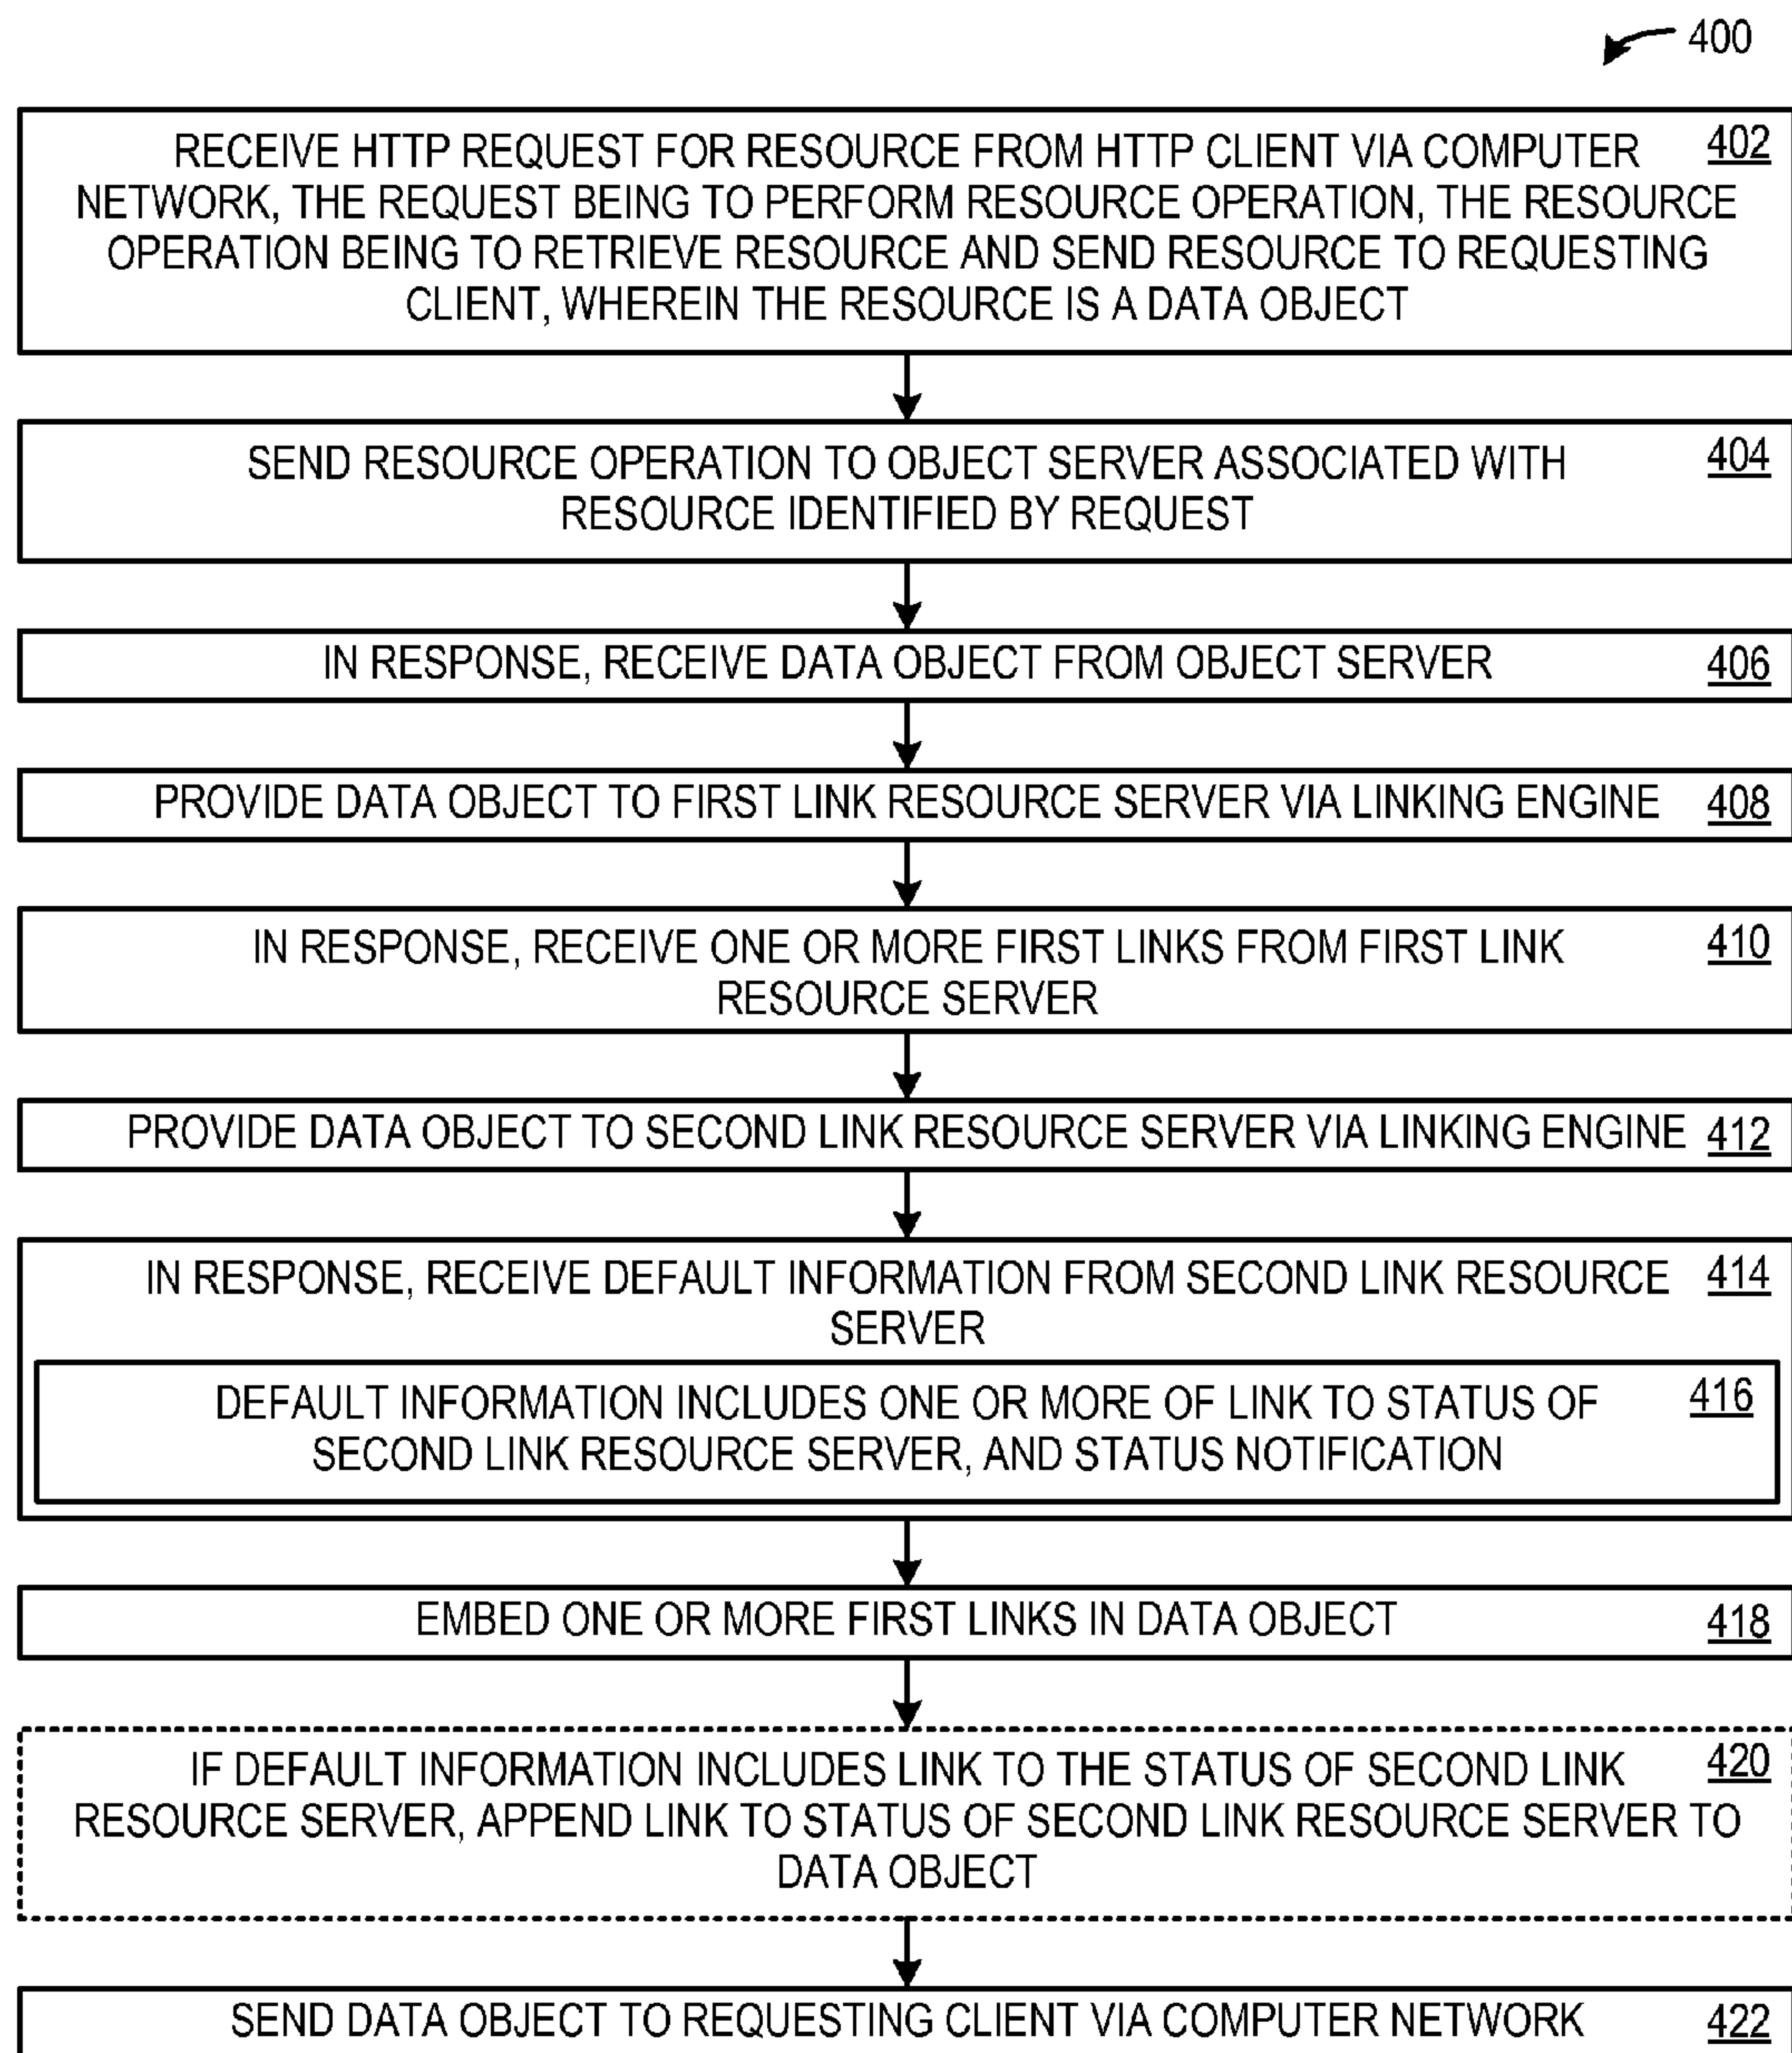 400
RECEIVE HTTP REQUEST FOR RESOURCE FROM HTTP CLIENT VIA COMPUTER 402
NETWORK, THE REQUEST BEING TO PERFORM RESOURCE OPERATION, THE RESOURCE
OPERATION BEING TO RETRIEVE RESOURCE AND SEND RESOURCE TO REQUESTING
CLIENT, WHEREIN THE RESOURCE IS A DATA OBJECT
SEND RESOURCE OPERATION TO OBJECT SERVER ASSOCIATED WITH 404
RESOURCE IDENTIFIED BY REQUEST
IN RESPONSE, RECEIVE DATA OBJECT FROM OBJECT SERVER 406
PROVIDE DATA OBJECT TO FIRST LINK RESOURCE SERVER VIA LINKING ENGINE 408
IN RESPONSE, RECEIVE ONE OR MORE FIRST LINKS FROM FIRST LINK 410
RESOURCE SERVER
PROVIDE DATA OBJECT TO SECOND LINK RESOURCE SERVER VIA LINKING ENGINE 412
IN RESPONSE, RECEIVE DEFAULT INFORMATION FROM SECOND LINK RESOURCE 414
SERVER
DEFAULT INFORMATION INCLUDES ONE OR MORE OF LINK TO STATUS OF 416
SECOND LINK RESOURCE SERVER, AND STATUS NOTIFICATION
EMBED ONE OR MORE FIRST LINKS IN DATA OBJECT 418
IF DEFAULT INFORMATION INCLUDES LINK TO THE STATUS OF SECOND LINK 420
RESOURCE SERVER, APPEND LINK TO STATUS OF SECOND LINK RESOURCE SERVER TO
DATA OBJECT
SEND DATA OBJECT TO REQUESTING CLIENT VIA COMPUTER NETWORK 422